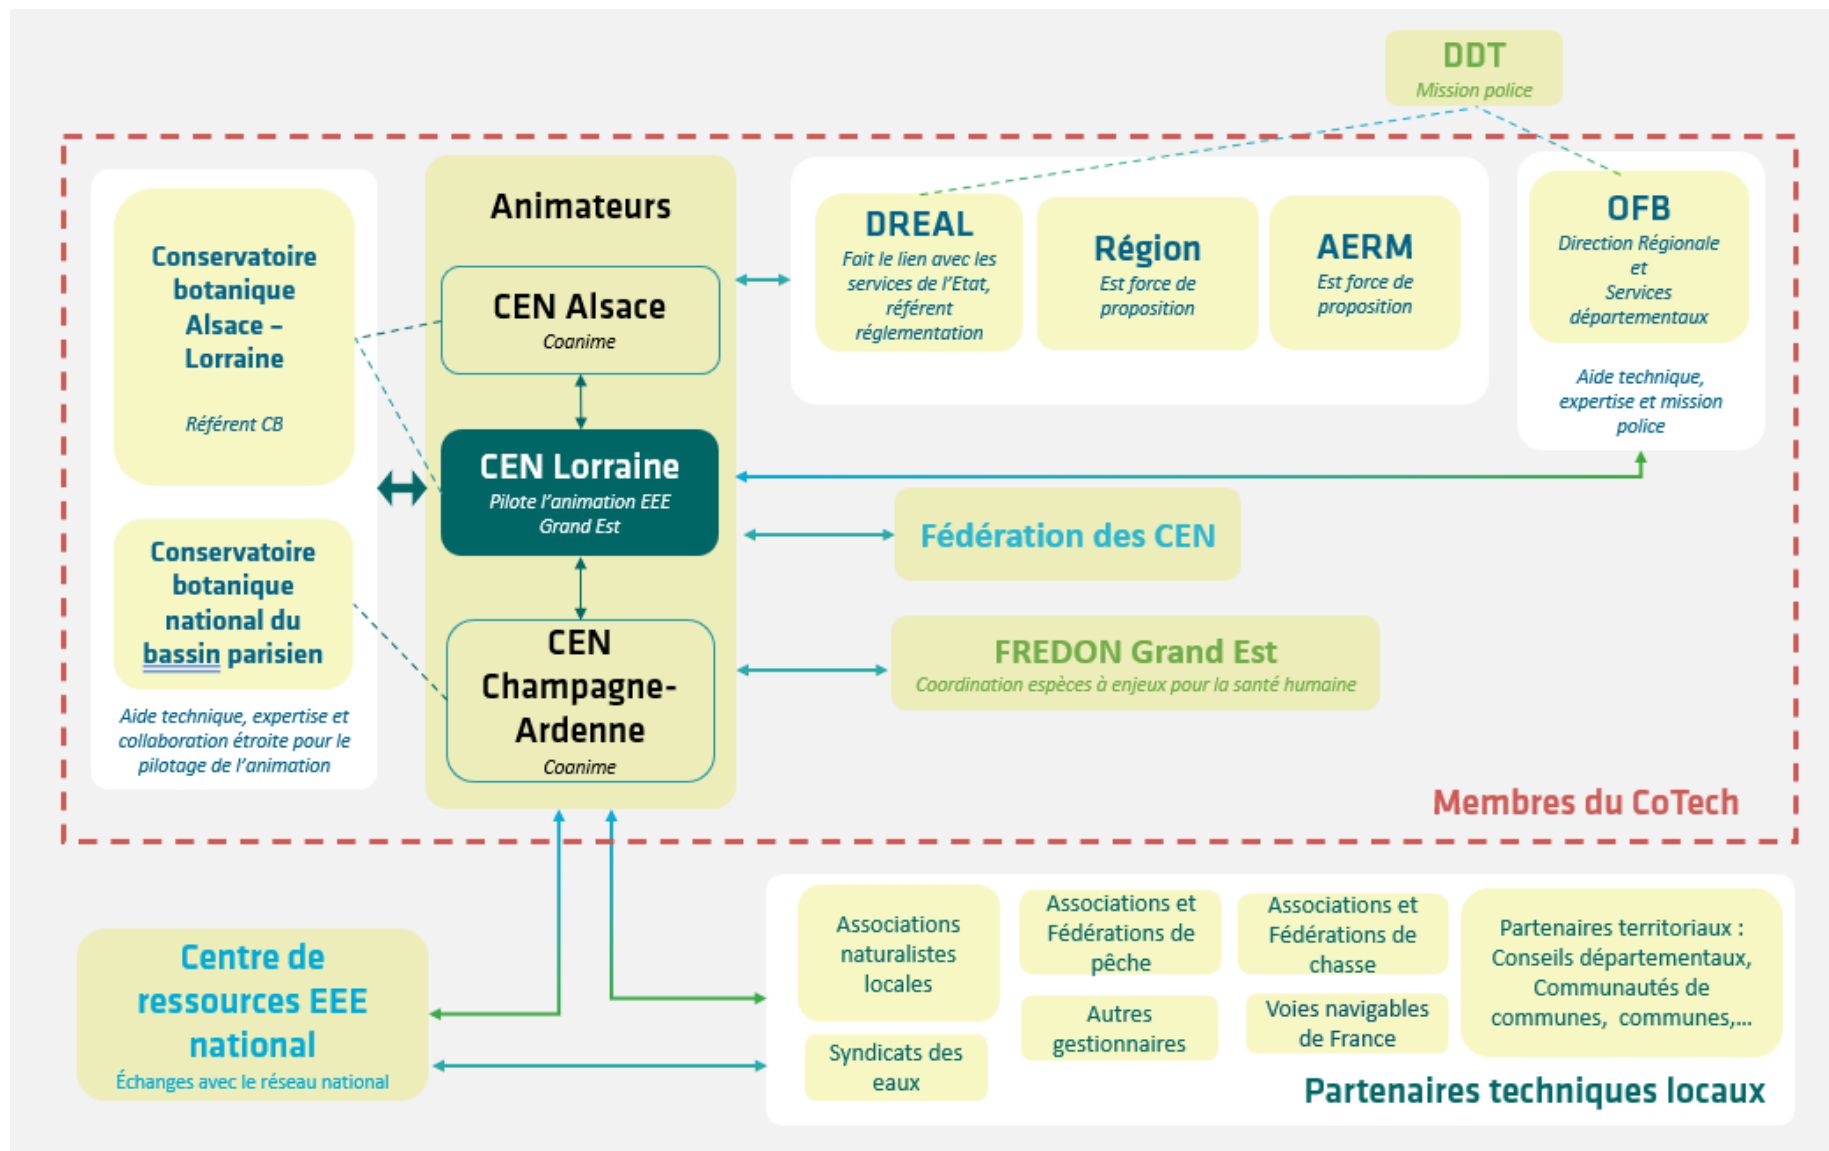 DDT
Mission police
Conservatoire
botanique
Alsace –
Lorraine
Référent CB
Conservatoire
botanique
national du
bassin parisien
Aide technique, expertise et
collaboration étroite pour le
pilotage de l’animation
Animateurs
CEN Alsace
Coanime
CEN Lorraine
Pilote l’animation EEE
Grand Est
CEN
Champagne-
Ardenne
Coanime
DREAL
Fait le lien avec les
services de l’Etat,
référent
réglementation
Région
Est force de
proposition
AERM
Est force de
proposition
OFB
Direction Régionale
et
Services
départementaux
Aide technique,
expertise et mission
police
Fédération des CEN
FREDON Grand Est
Coordination espèces à enjeux pour la santé humaine
Membres du CoTech
Centre de
ressources EEE
national
Échanges avec le réseau national
Associations
naturalistes
locales
Syndicats des
eaux
Associations et
Fédérations de
pêche
Autres
gestionnaires
Associations et
Fédérations de
chasse
Voies navigables
de France
Partenaires territoriaux :
Conseils départementaux,
Communautés de
communes, communes,...
Partenaires techniques locaux